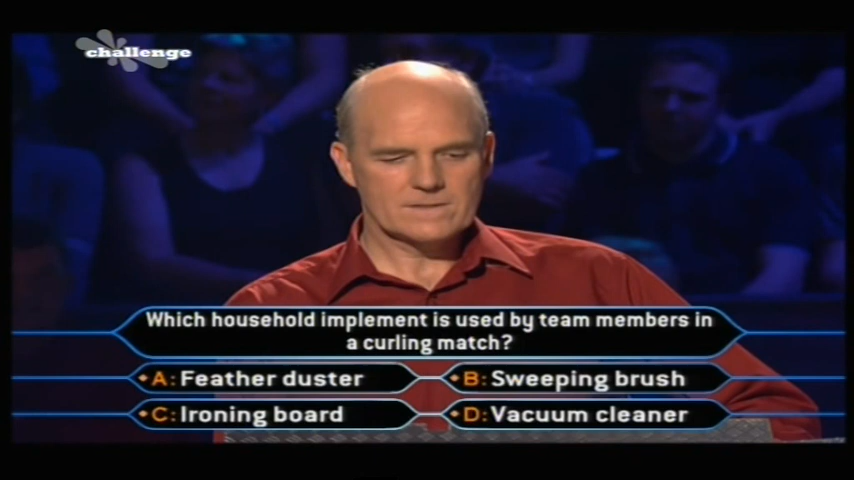 challenge
Which household implement is used by team members in
a curling match?
A: Feather duster
B: Sweeping brush
C: Ironing board
D: Vacuum cleaner